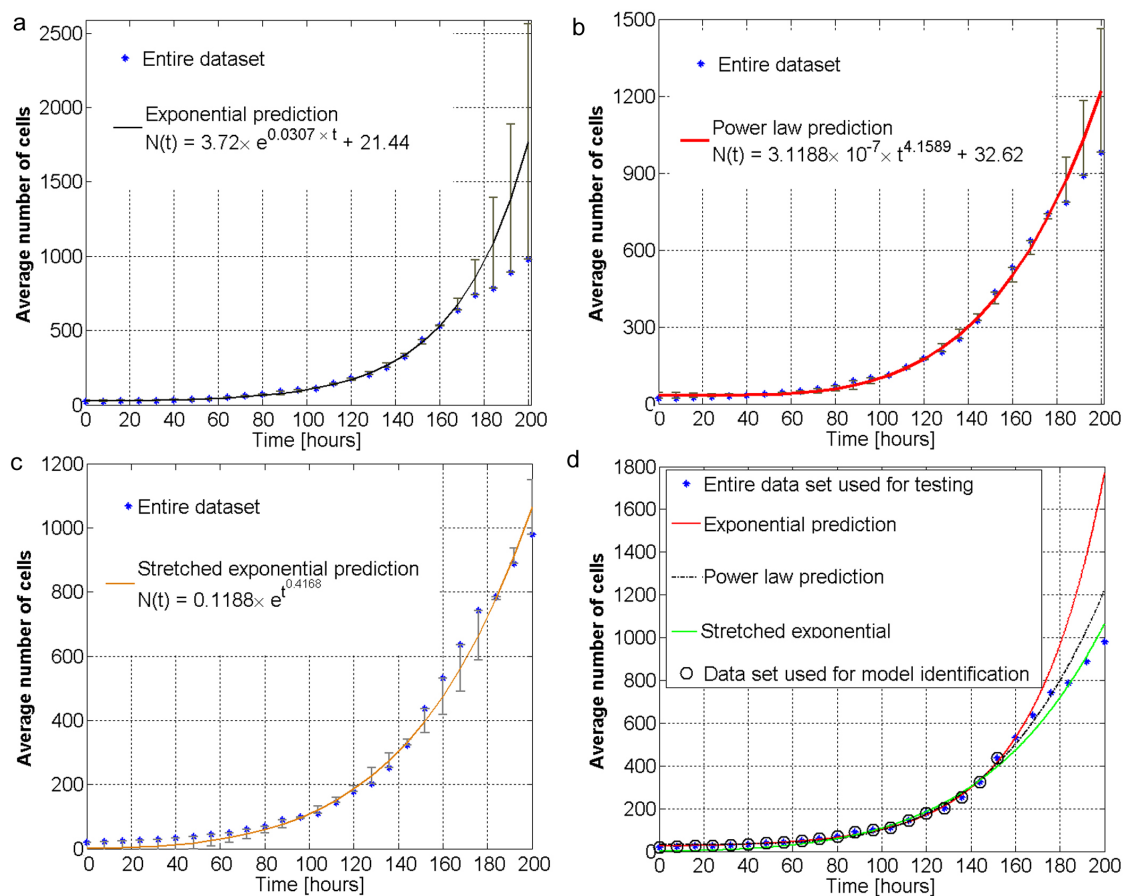 a
2500
2000
1500
1000
500
0
Average number of cells
Entire dataset
Exponential prediction
N(t) = 3.72× e^0.0307 × t + 21.44
0 20 40 60 80 100 120 140 160 180 200
Time [hours]
b
1500
1200
900
600
300
0
Average number of cells
Entire dataset
Power law prediction
N(t) = 3.1188× 10^-7× t^4.1589 + 32.62
0 20 40 60 80 100 120 140 160 180 200
Time [hours]
c
1200
1000
800
600
400
200
0
Average number of cells
Entire dataset
Stretched exponential prediction
N(t) = 0.1188× e^t^0.4168
0 20 40 60 80 100 120 140 160 180 200
Time [hours]
d
1800
1600
1400
1200
1000
800
600
400
200
0
Average number of cells
Entire data set used for testing
Exponential prediction
Power law prediction
Stretched exponential
Data set used for model identification
0 20 40 60 80 100 120 140 160 180 200
Time [hours]